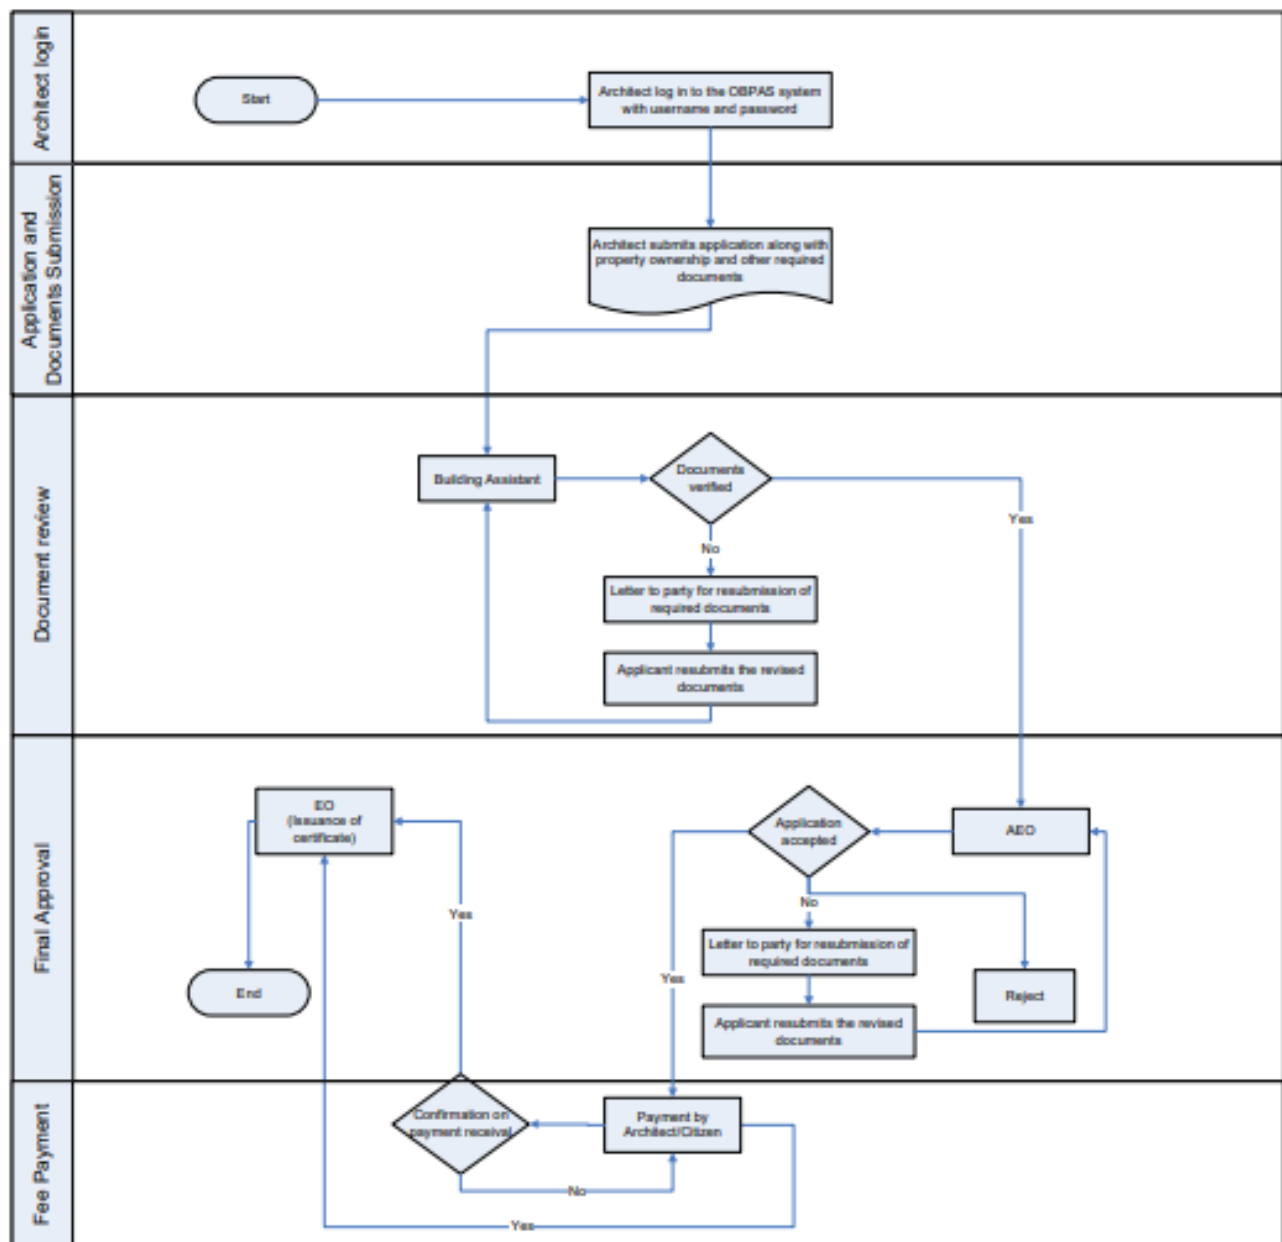 Architect login
Start
Architect log in to the OBPAS system
with username and password
Application and
Documents Submission
Architect submits application along with
property ownership and other required
documents
Document review
Building Assistant
Documents
verified
Yes
No
Letter to party for resubmission of
required documents
Applicant resubmits the revised
documents
Final Approval
EO
(Issuance of
certificate)
Application
accepted
AEO
Yes
No
Letter to party for resubmission of
required documents
Yes
Reject
End
Applicant resubmits the revised
documents
Fee Payment
Confirmation on
payment receival
Payment by
Architect/Citizen
No
Yes